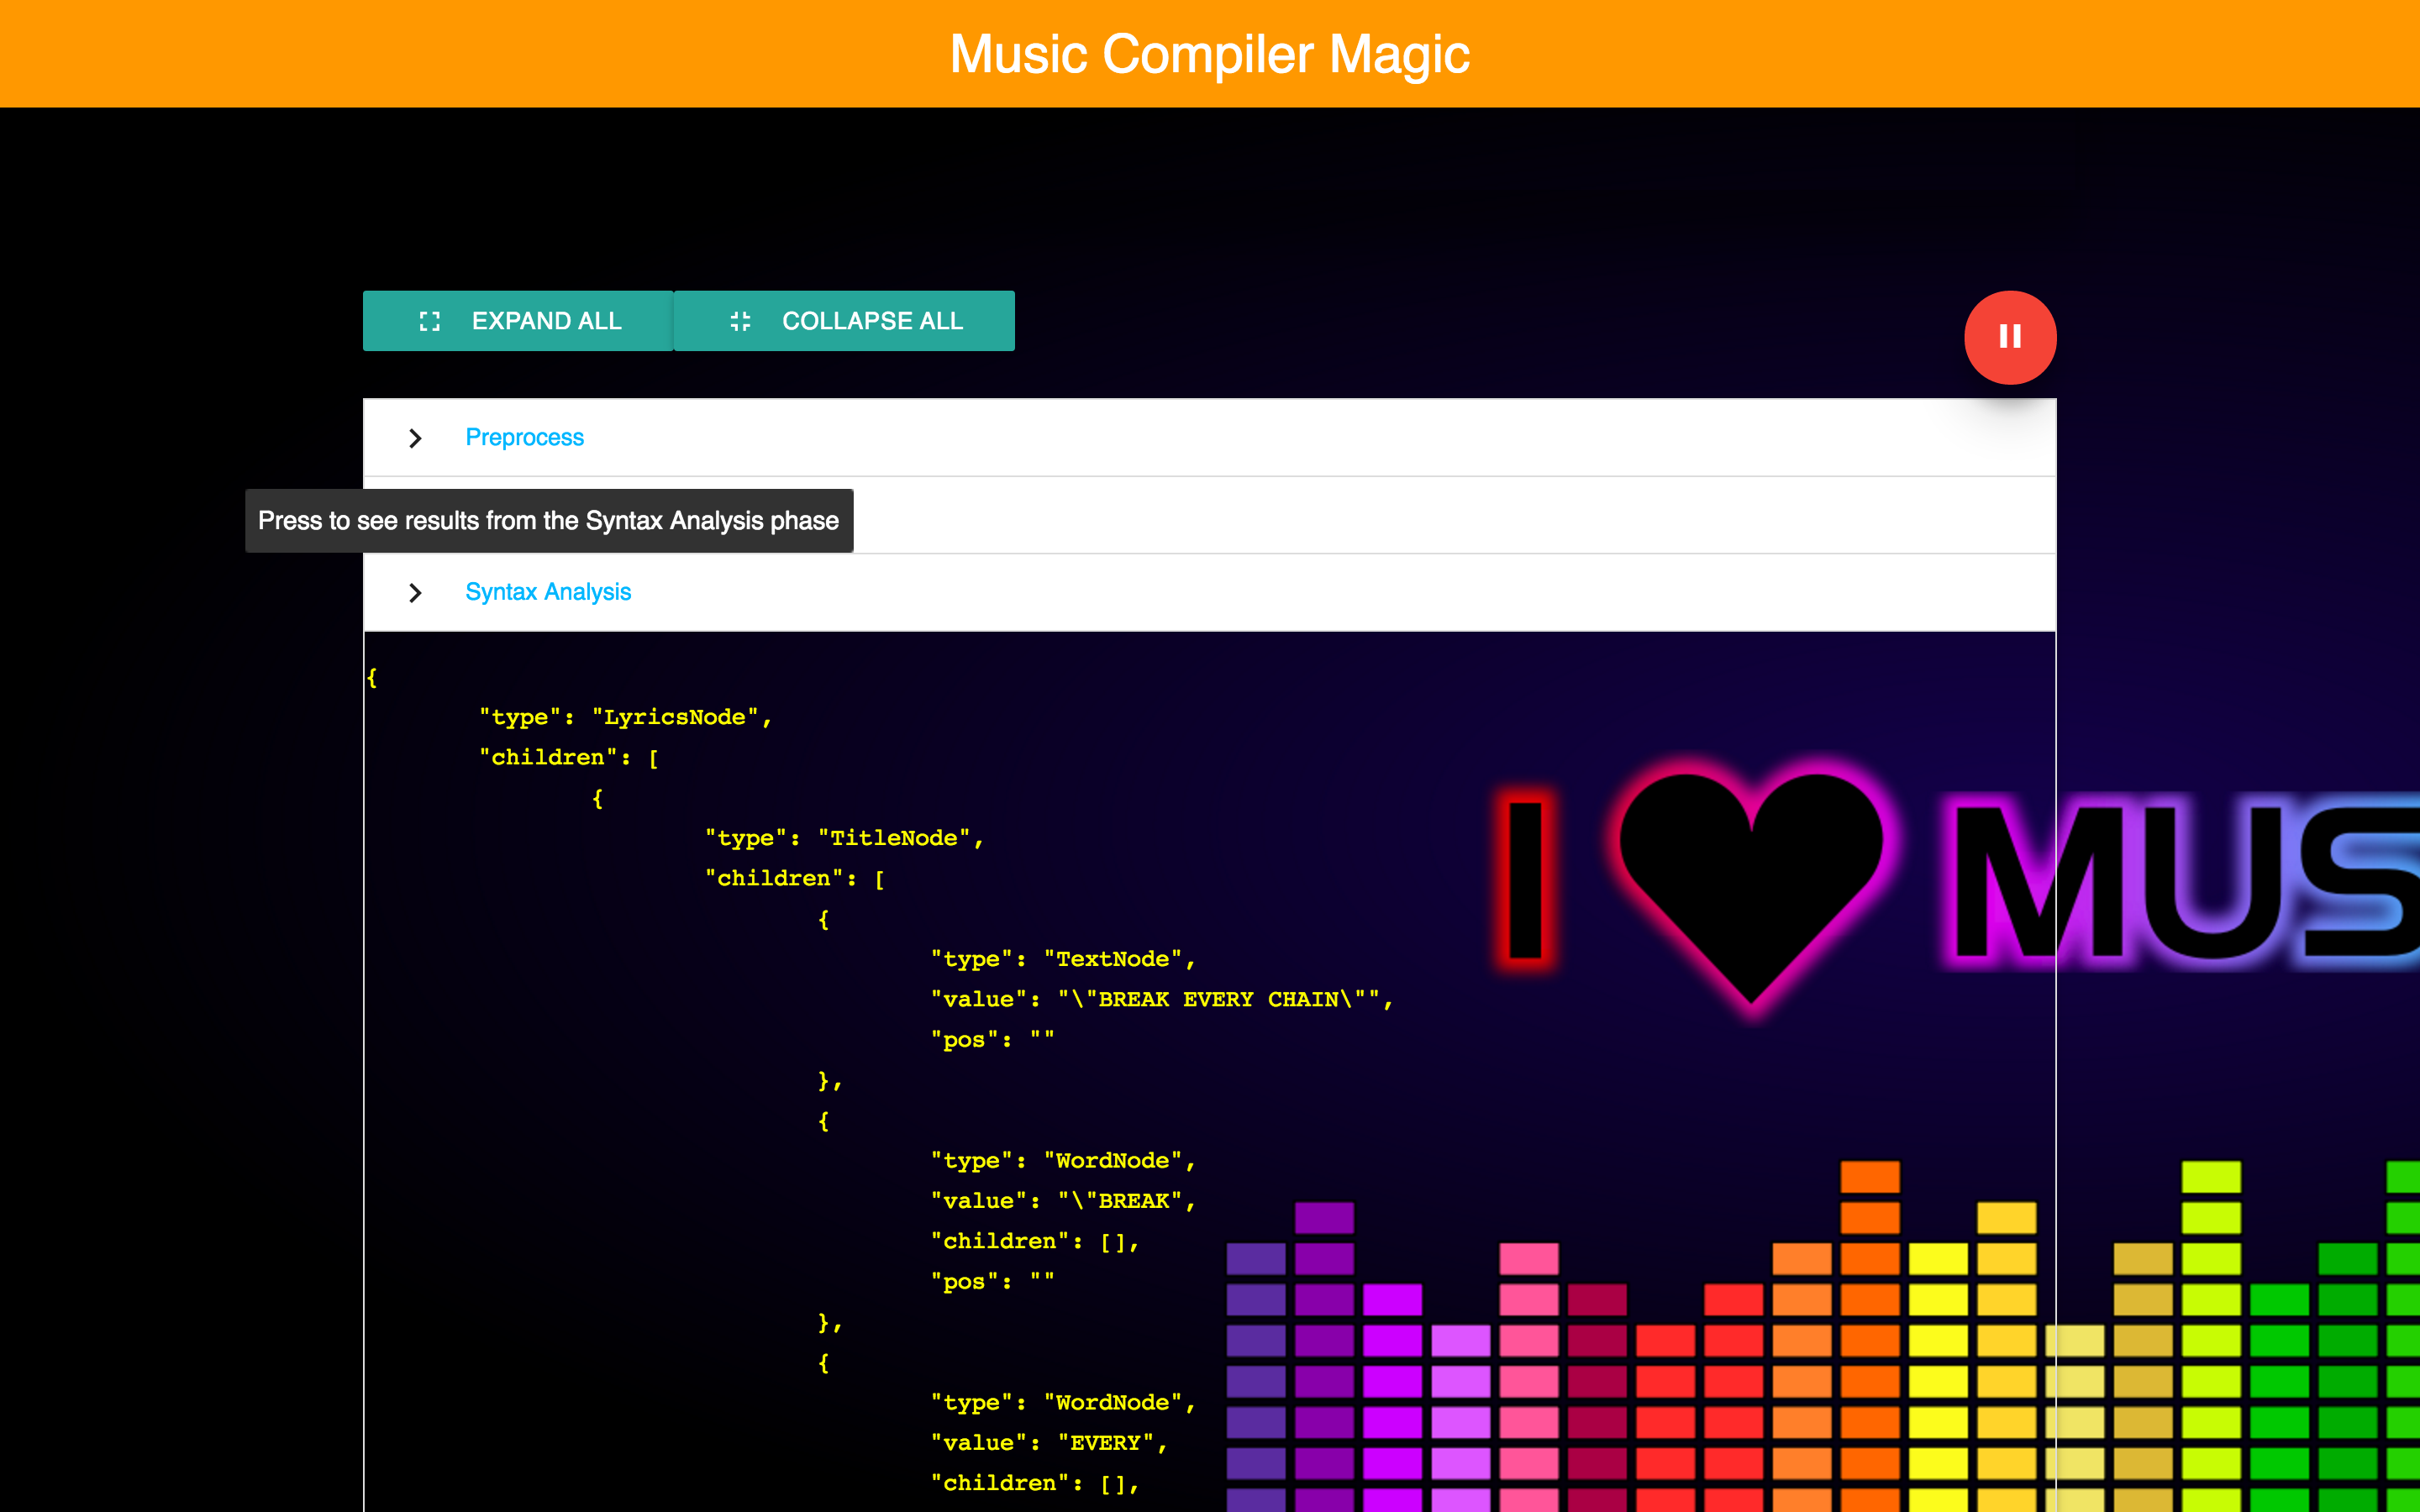 Music Compiler Magic
EXPAND ALL
COLLAPSE ALL
Preprocess
Press to see results from the Syntax Analysis phase
Syntax Analysis
{
"type": "LyricsNode",
"children": [
{
"type": "TitleNode",
"children": [
{
"type": "TextNode",
"value": "\"BREAK EVERY CHAIN\"",
"pos": ""
},
{
"type": "WordNode",
"value": "\"BREAK",
"children": [],
"pos": ""
},
{
"type": "WordNode",
"value": "EVERY",
"children": [],
I MUS